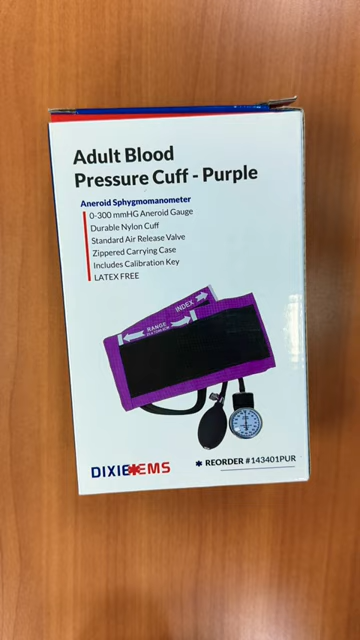 Adult Blood
Pressure Cuff - Purple
Aneroid Sphygmomanometer
0-300 mmHG Aneroid Gauge
Durable Nylon Cuff
Standard Air Release Valve
Zippered Carrying Case
Includes Calibration Key
LATEX FREE
INDEX
RANGE
DIXIE EMS
* REORDER #143401PUR